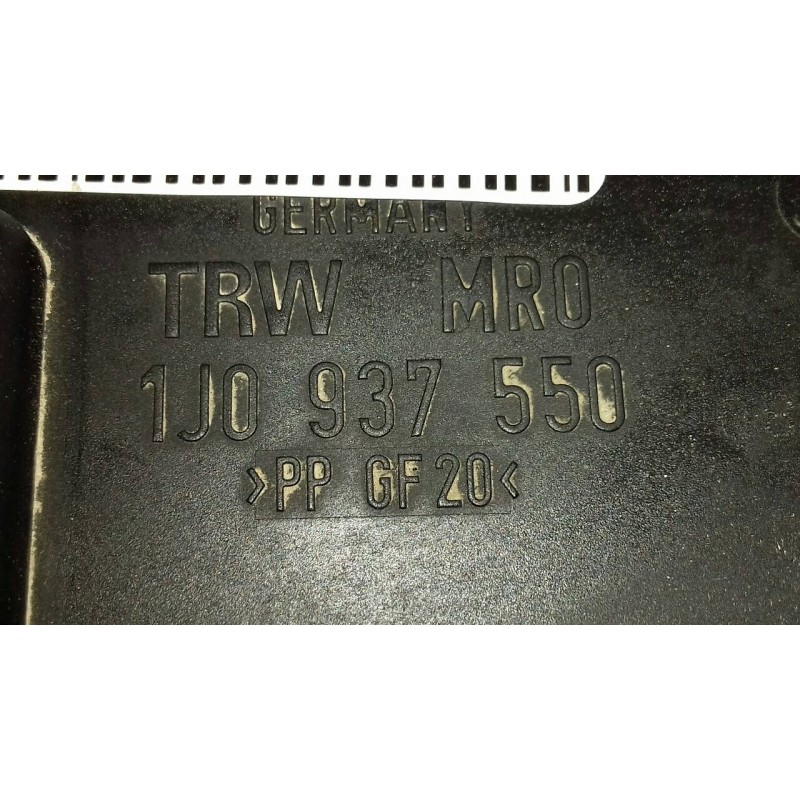 GERMANY
TRW MRO
1J0 937 550
>PP GF20<